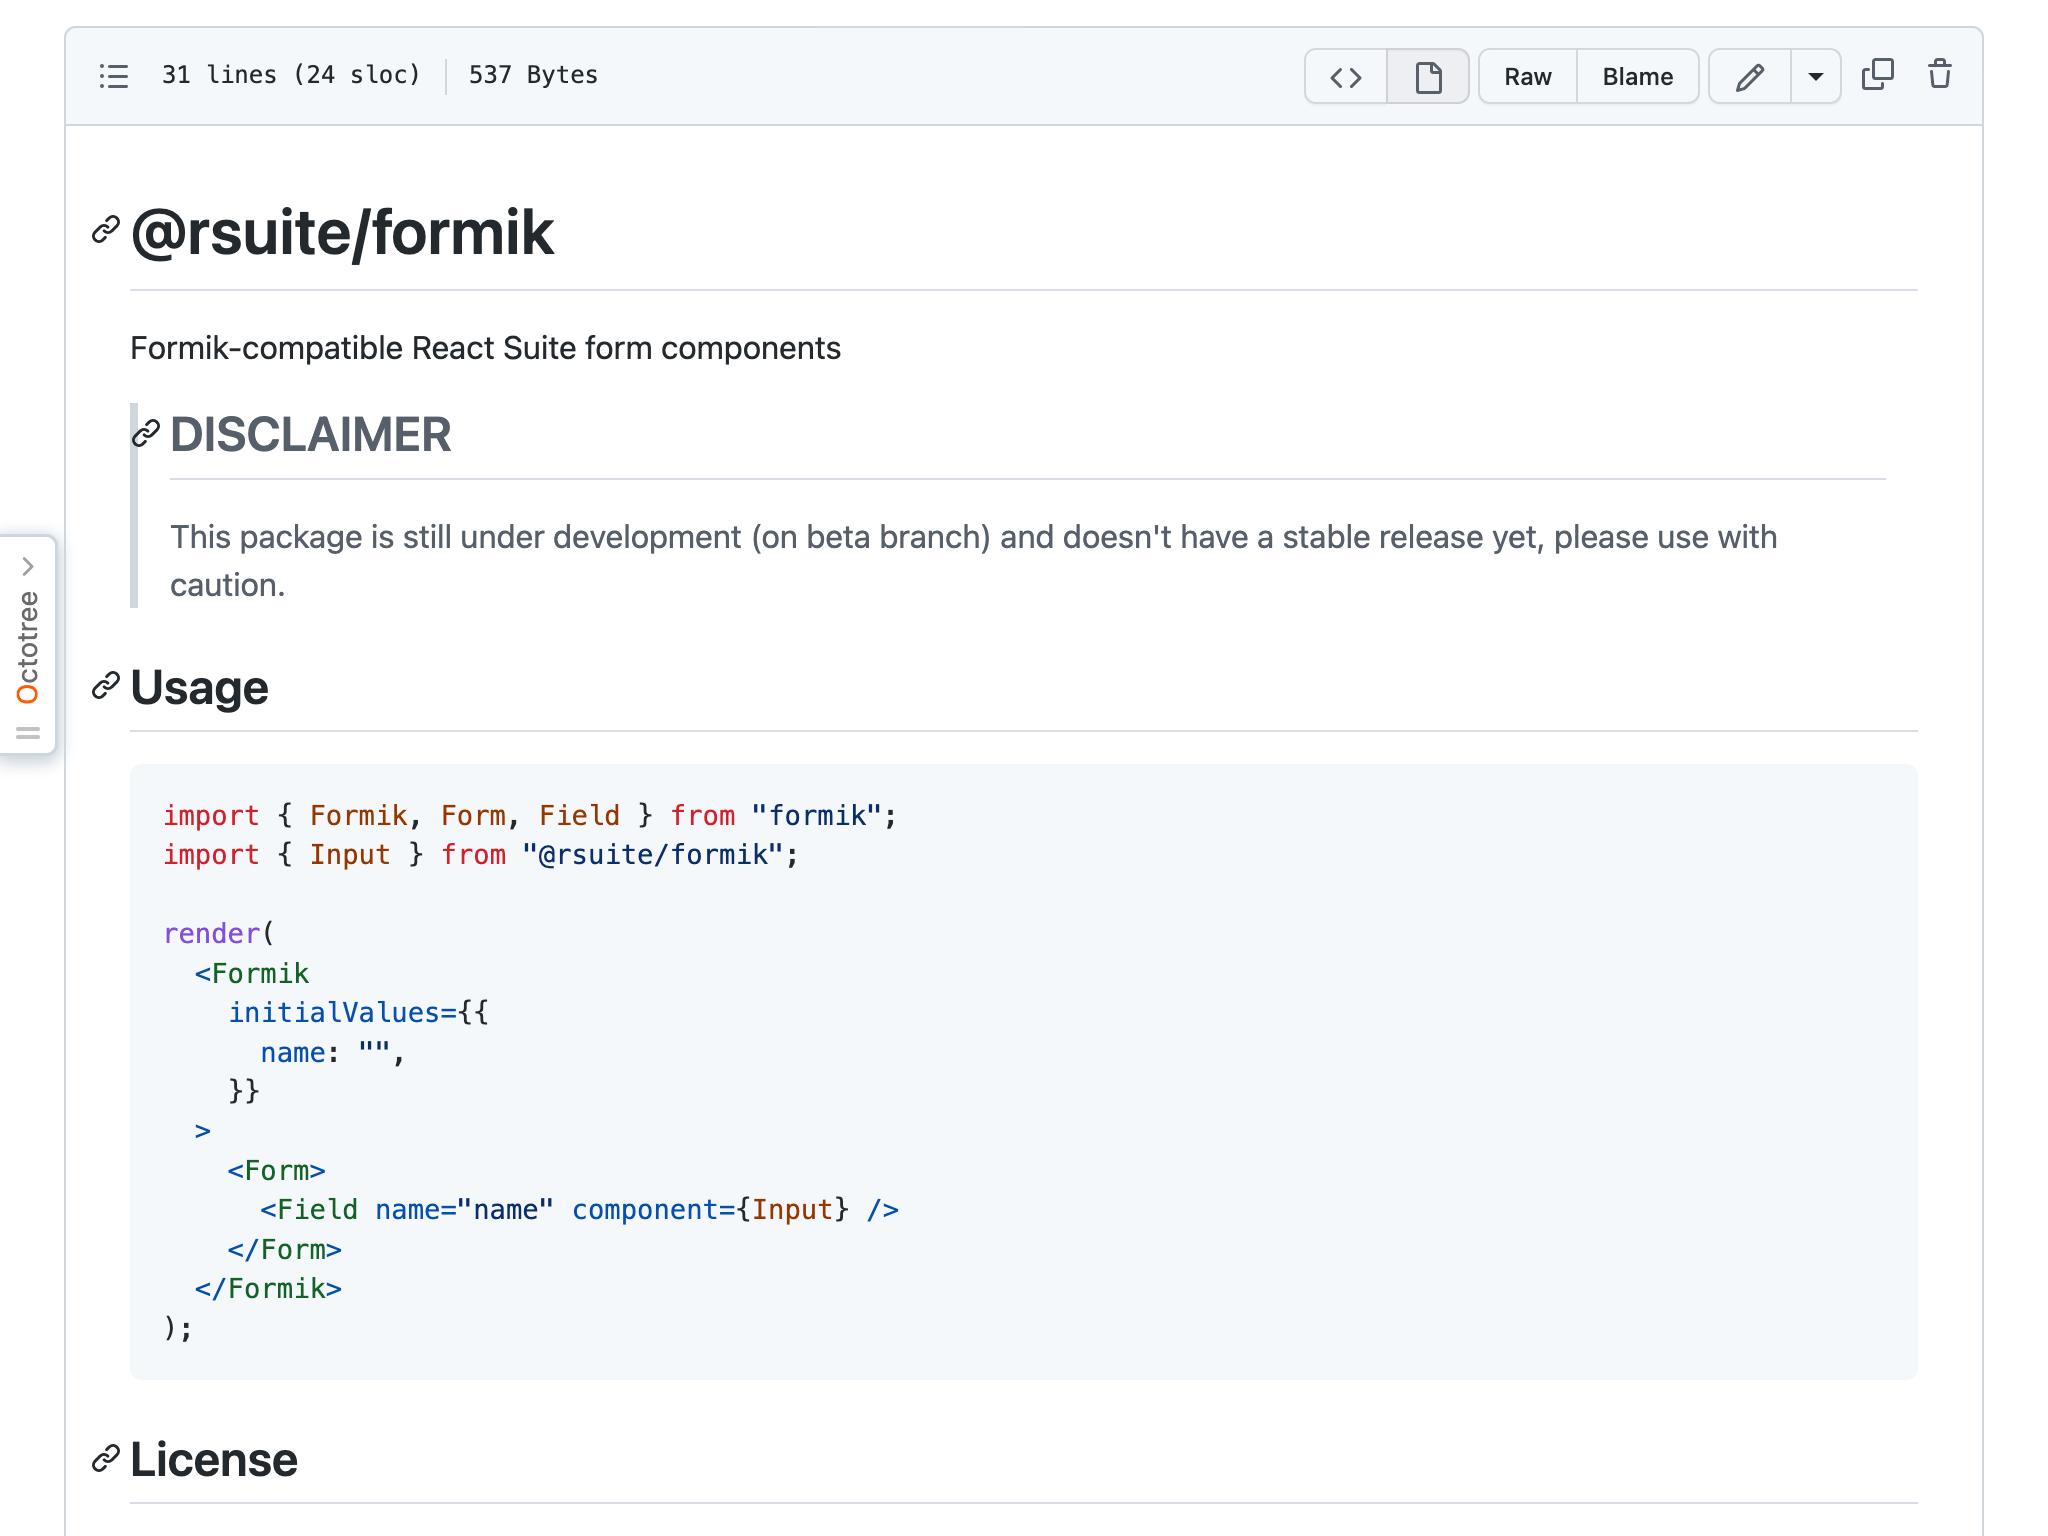 31 lines (24 sloc) 537 Bytes
Raw Blame
@rsuite/formik
Formik-compatible React Suite form components
DISCLAIMER
This package is still under development (on beta branch) and doesn't have a stable release yet, please use with
caution.
Octotree
Usage
import { Formik, Form, Field } from "formik";
import { Input } from "@rsuite/formik";
render(
  <Formik
    initialValues={{
      name: "",
    }}
  >
    <Form>
      <Field name="name" component={Input} />
    </Form>
  </Formik>
);
License